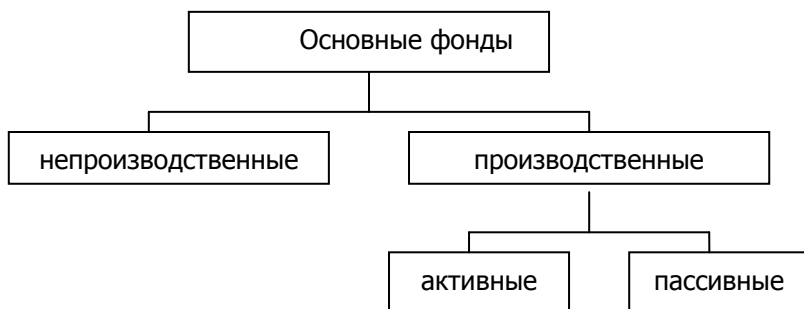 Основные фонды
непроизводственные
производственные
активные
пассивные